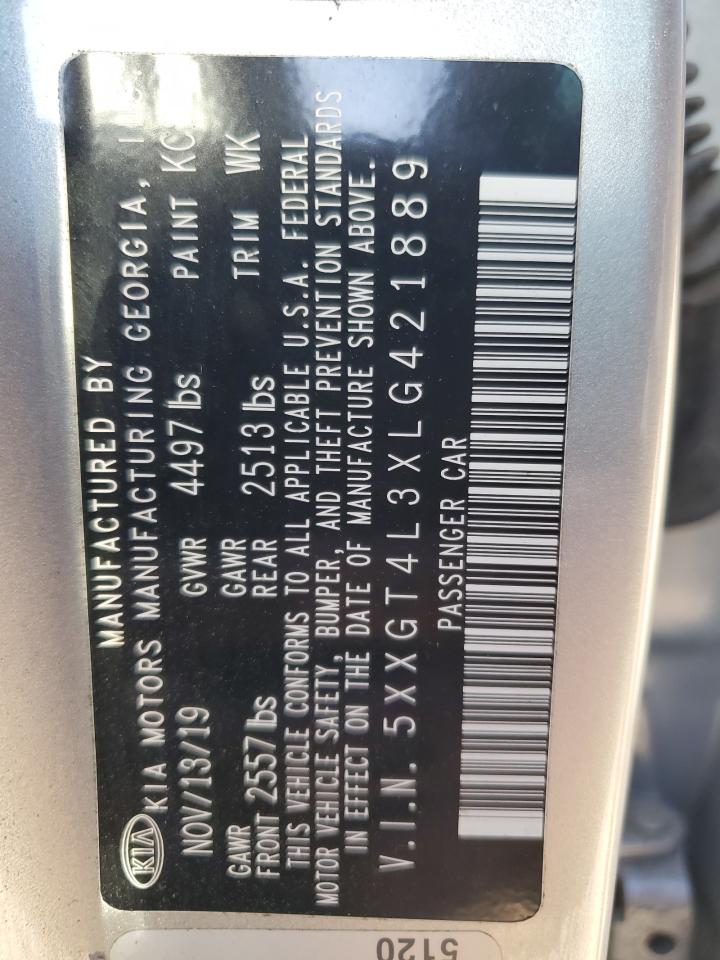 KIA
MANUFACTURED BY
KIA MOTORS MANUFACTURING GEORGIA,
NOV/13/19 GVWR 4497 lbs PAINT
GAWR FRONT 2557 lbs GAWR REAR 2513 lbs TRIM WK
THIS VEHICLE CONFORMS TO ALL APPLICABLE U.S.A. FEDERAL
MOTOR VEHICLE SAFETY, BUMPER, AND THEFT PREVENTION STANDARDS
IN EFFECT ON THE DATE OF MANUFACTURE SHOWN ABOVE.
V.I.N. 5XXGT4L3XLG421889
PASSENGER CAR
5120